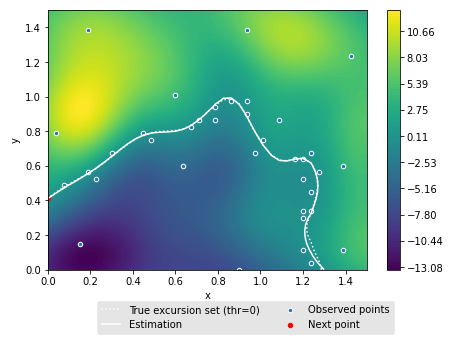 1.4
1.2
1.0
0.8
0.6
0.4
0.2
0.0
y
0.0 0.2 0.4 0.6 0.8 1.0 1.2 1.4
x
10.66
8.03
5.39
2.75
0.11
−2.53
−5.16
−7.80
−10.44
−13.08
True excursion set (thr=0)
Estimation
Observed points
Next point